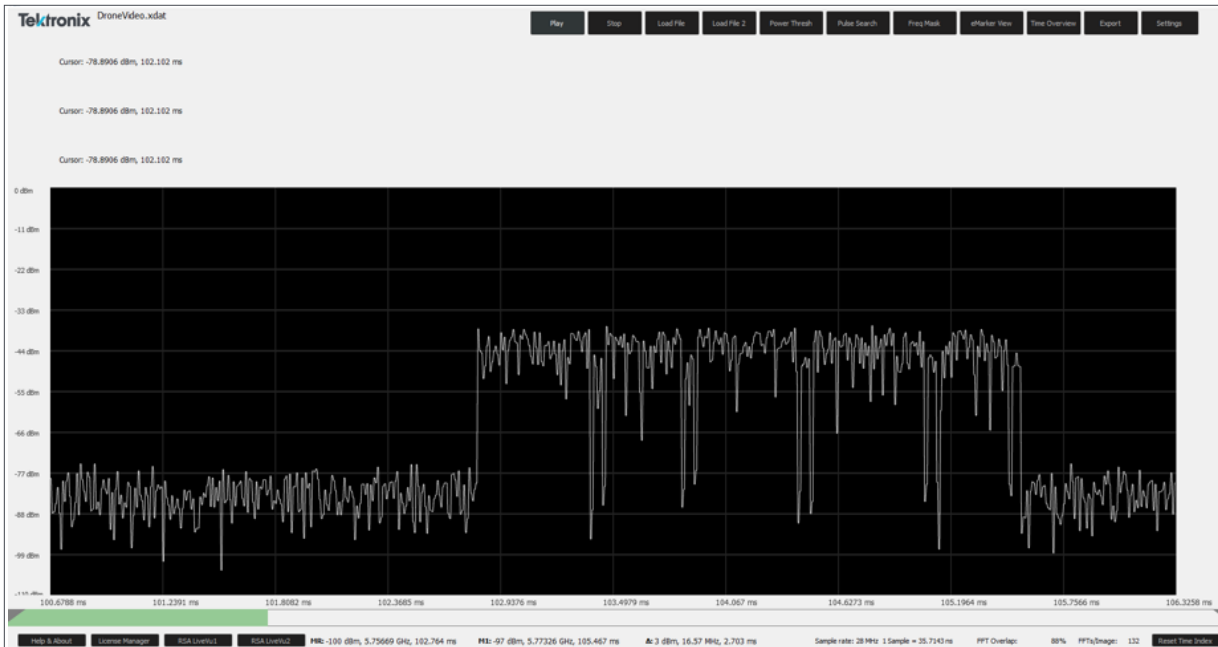 Tektronix DroneVideo.xdat
Play Stop Load File Load File 2 Power Thresh Pulse Search Freq Mask eMarker View Time Overview Export Settings
Cursor: -78.8906 dBm, 102.102 ms
Cursor: -78.8906 dBm, 102.102 ms
Cursor: -78.8906 dBm, 102.102 ms
0 dBm
-11 dBm
-22 dBm
-33 dBm
-44 dBm
-55 dBm
-66 dBm
-77 dBm
-88 dBm
-99 dBm
-110 dBm
100.6788 ms 101.2391 ms 101.8082 ms 102.3685 ms 102.9376 ms 103.4979 ms 104.067 ms 104.6273 ms 105.1964 ms 105.7566 ms 106.3258 ms
Help & About License Manager RSA LiveVu1 RSA LiveVu2 MR: -100 dBm, 5.75669 GHz, 102.764 ms M1: -97 dBm, 5.77326 GHz, 105.467 ms Δ: 3 dBm, 16.57 MHz, 2.703 ms Sample rate: 28 MHz 1 Sample = 35.7143 ns FFT Overlap: 88% FFTs/Image: 132 Reset Time Index